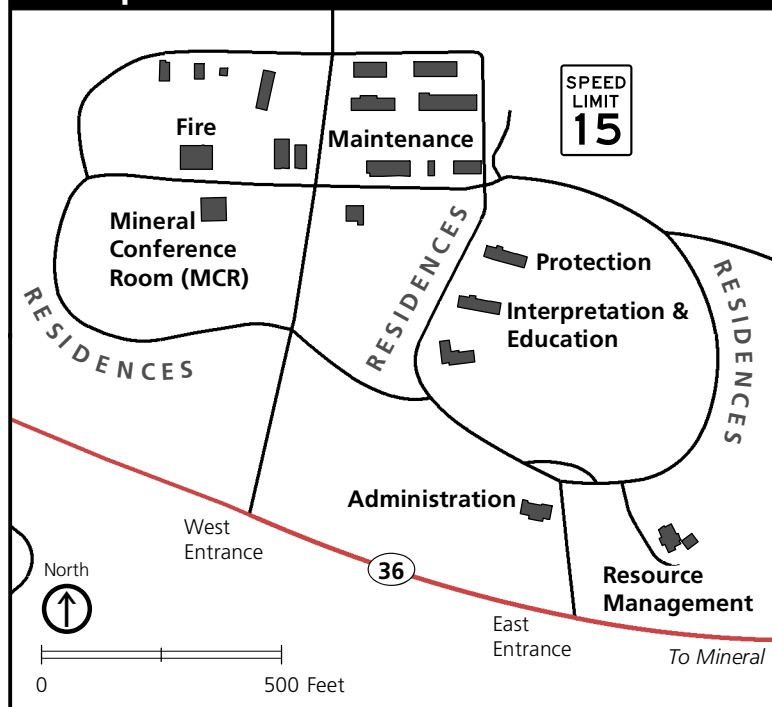 SPEED
LIMIT
15
Fire
Maintenance
Mineral
Conference
Room (MCR)
RESIDENCES
RESIDENCES
Protection
Interpretation &
Education
RESIDENCES
Administration
West
Entrance
36
North
Resource
Management
East
Entrance
To Mineral
0 500 Feet